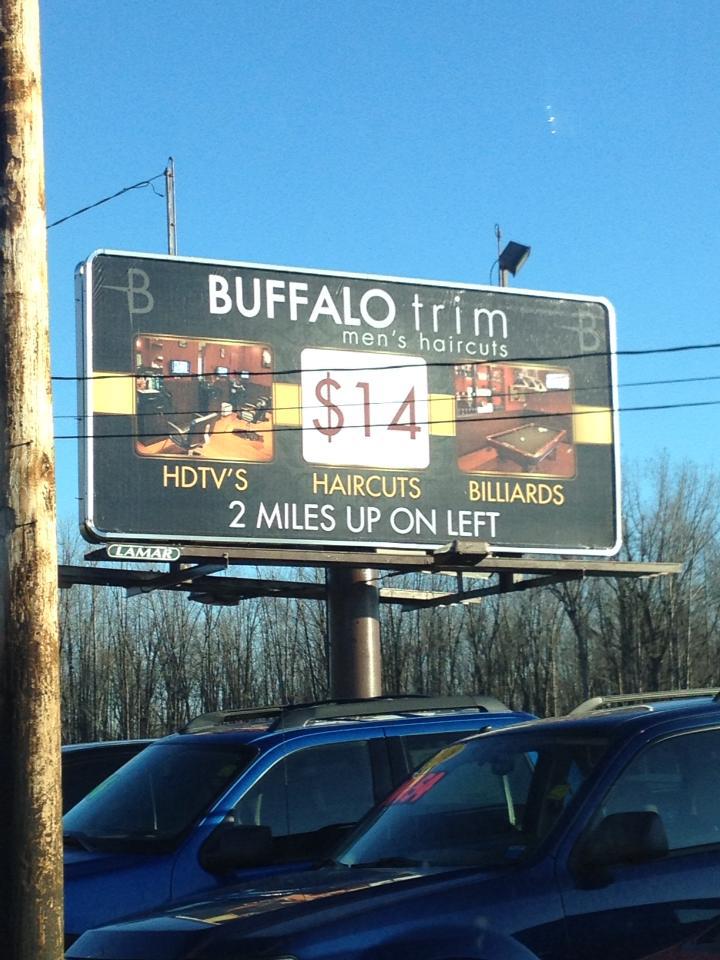 B
BUFFALO trim
men's haircuts
B
$14
HDTV'S
HAIRCUTS
BILLIARDS
2 MILES UP ON LEFT
LAMAR